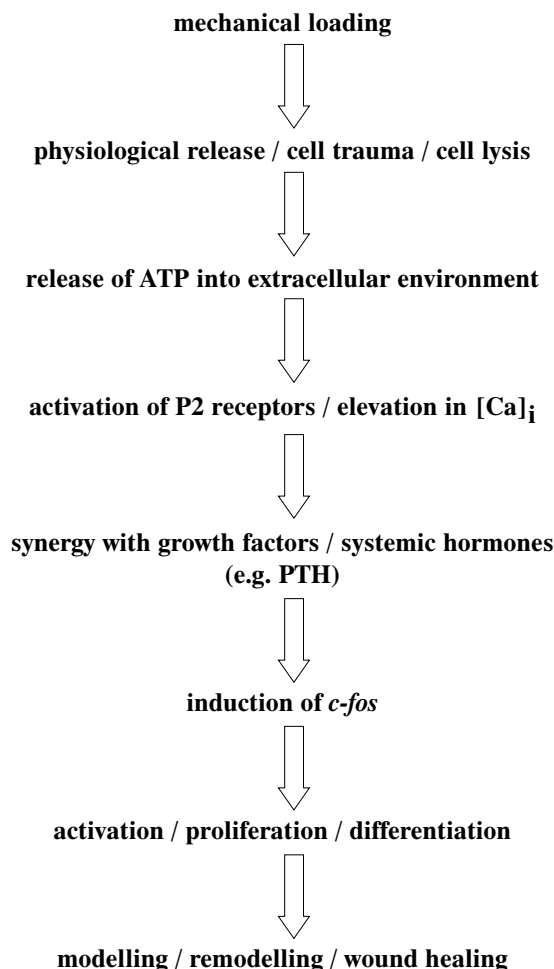 mechanical loading
physiological release / cell trauma / cell lysis
release of ATP into extracellular environment
activation of P2 receptors / elevation in [Ca]i
synergy with growth factors / systemic hormones
(e.g. PTH)
induction of c-fos
activation / proliferation / differentiation
modelling / remodelling / wound healing